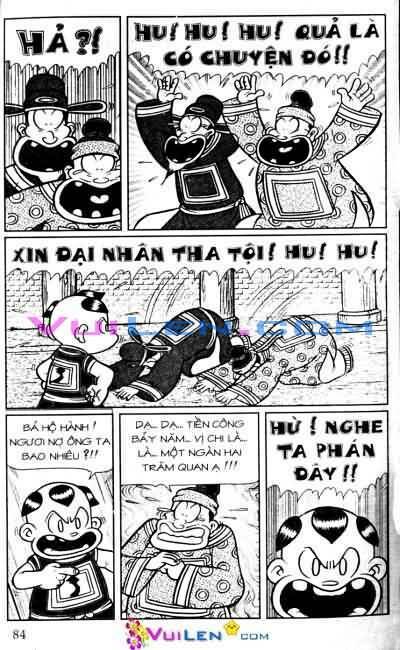 HẢ?!
HU! HU! HU! QUẢ LÀ
CÓ CHUYỆN ĐÓ!!
XIN ĐẠI NHÂN THA TỘI! HU! HU!
VuiLen.com
BÁ HỘ HÀNH!
NGƯƠI NỢ ÔNG TA
BAO NHIÊU?!!
DẠ... DẠ... TIỀN CÔNG
BẢY NĂM... VỊ CHI LÀ...
LÀ... MỘT NGÀN HAI
TRĂM QUAN Ạ!!!
HỪ! NGHE
TA PHÁN
ĐÂY!!
84
VuiLen.com